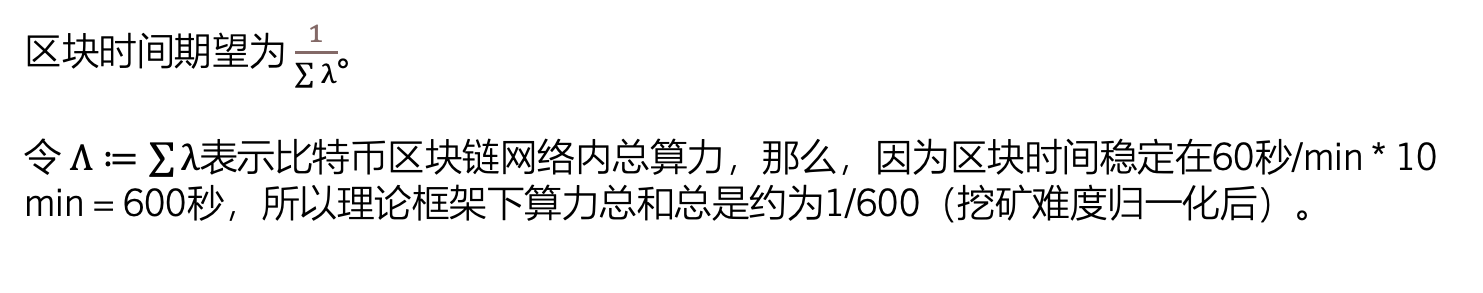 区块时间期望为 1/∑ λ。
令 Λ ≔ ∑ λ表示比特币区块链网络内总算力，那么，因为区块时间稳定在60秒/min * 10
min = 600秒，所以理论框架下算力总和总是约为1/600（挖矿难度归一化后）。